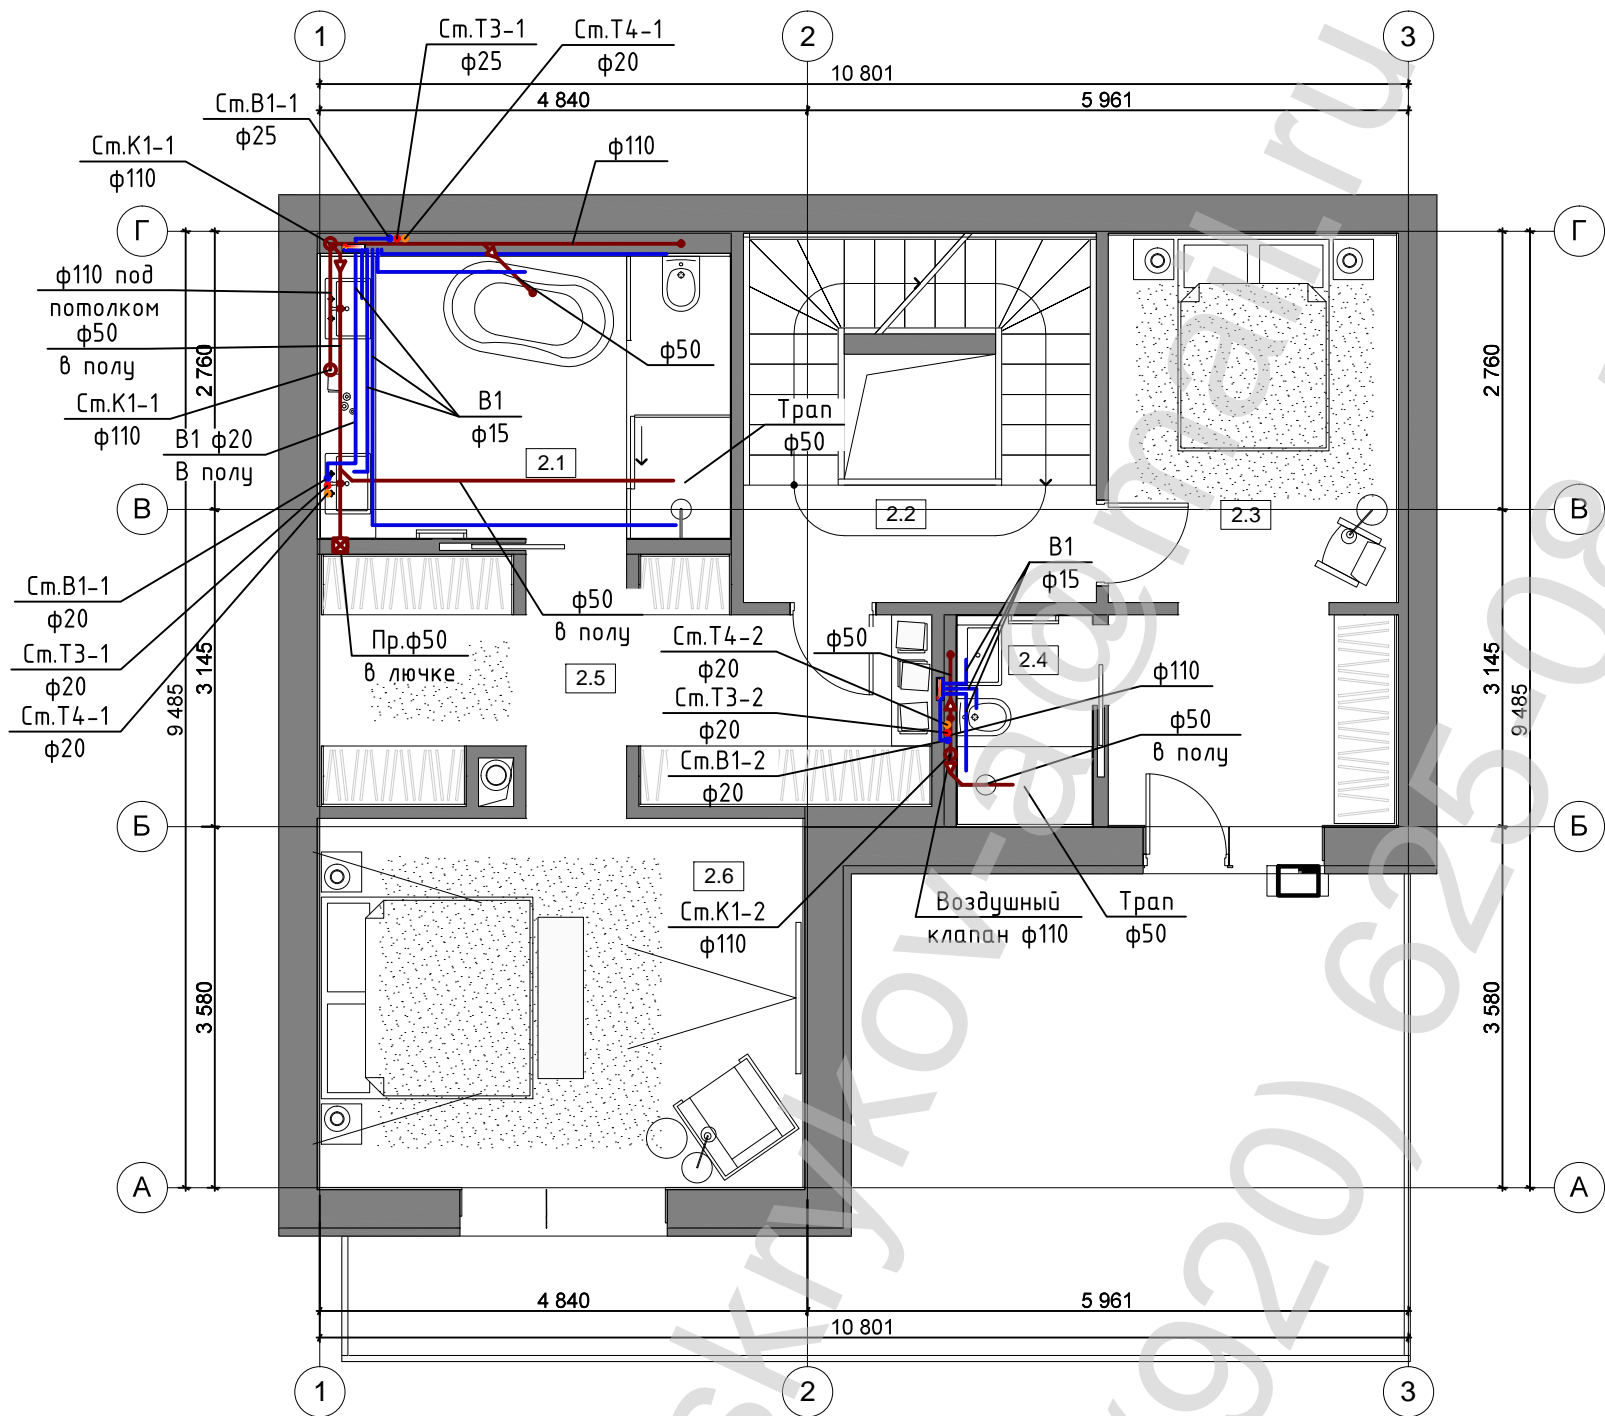 1
2
3
Ст.Т3-1
ф25
Ст.Т4-1
ф20
10 801
4 840
5 961
Ст.В1-1
ф25
Ст.К1-1
ф110
ф110
Г
Г
ф110 под
потолком
ф50
в полу
2 760
2 760
ф50
Ст.К1-1
ф110
В1
ф15
Трап
ф50
В1 ф20
В полу
2.1
2.2
2.3
В
В
В1
ф15
Ст.В1-1
ф20
ф50
в полу
Пр.ф50
в лючке
Ст.Т4-2
ф20
ф50
2.4
Ст.Т3-1
ф20
3 145
3 145
2.5
ф110
Ст.Т3-2
ф20
9 485
9 485
Ст.Т4-1
ф20
ф50
в полу
Ст.В1-2
ф20
Б
Б
2.6
Ст.К1-2
ф110
Воздушный
клапан ф110
Трап
ф50
3 580
3 580
А
А
4 840
5 961
10 801
1
2
3
skrykov-a@mail.ru
(920) 625-08-